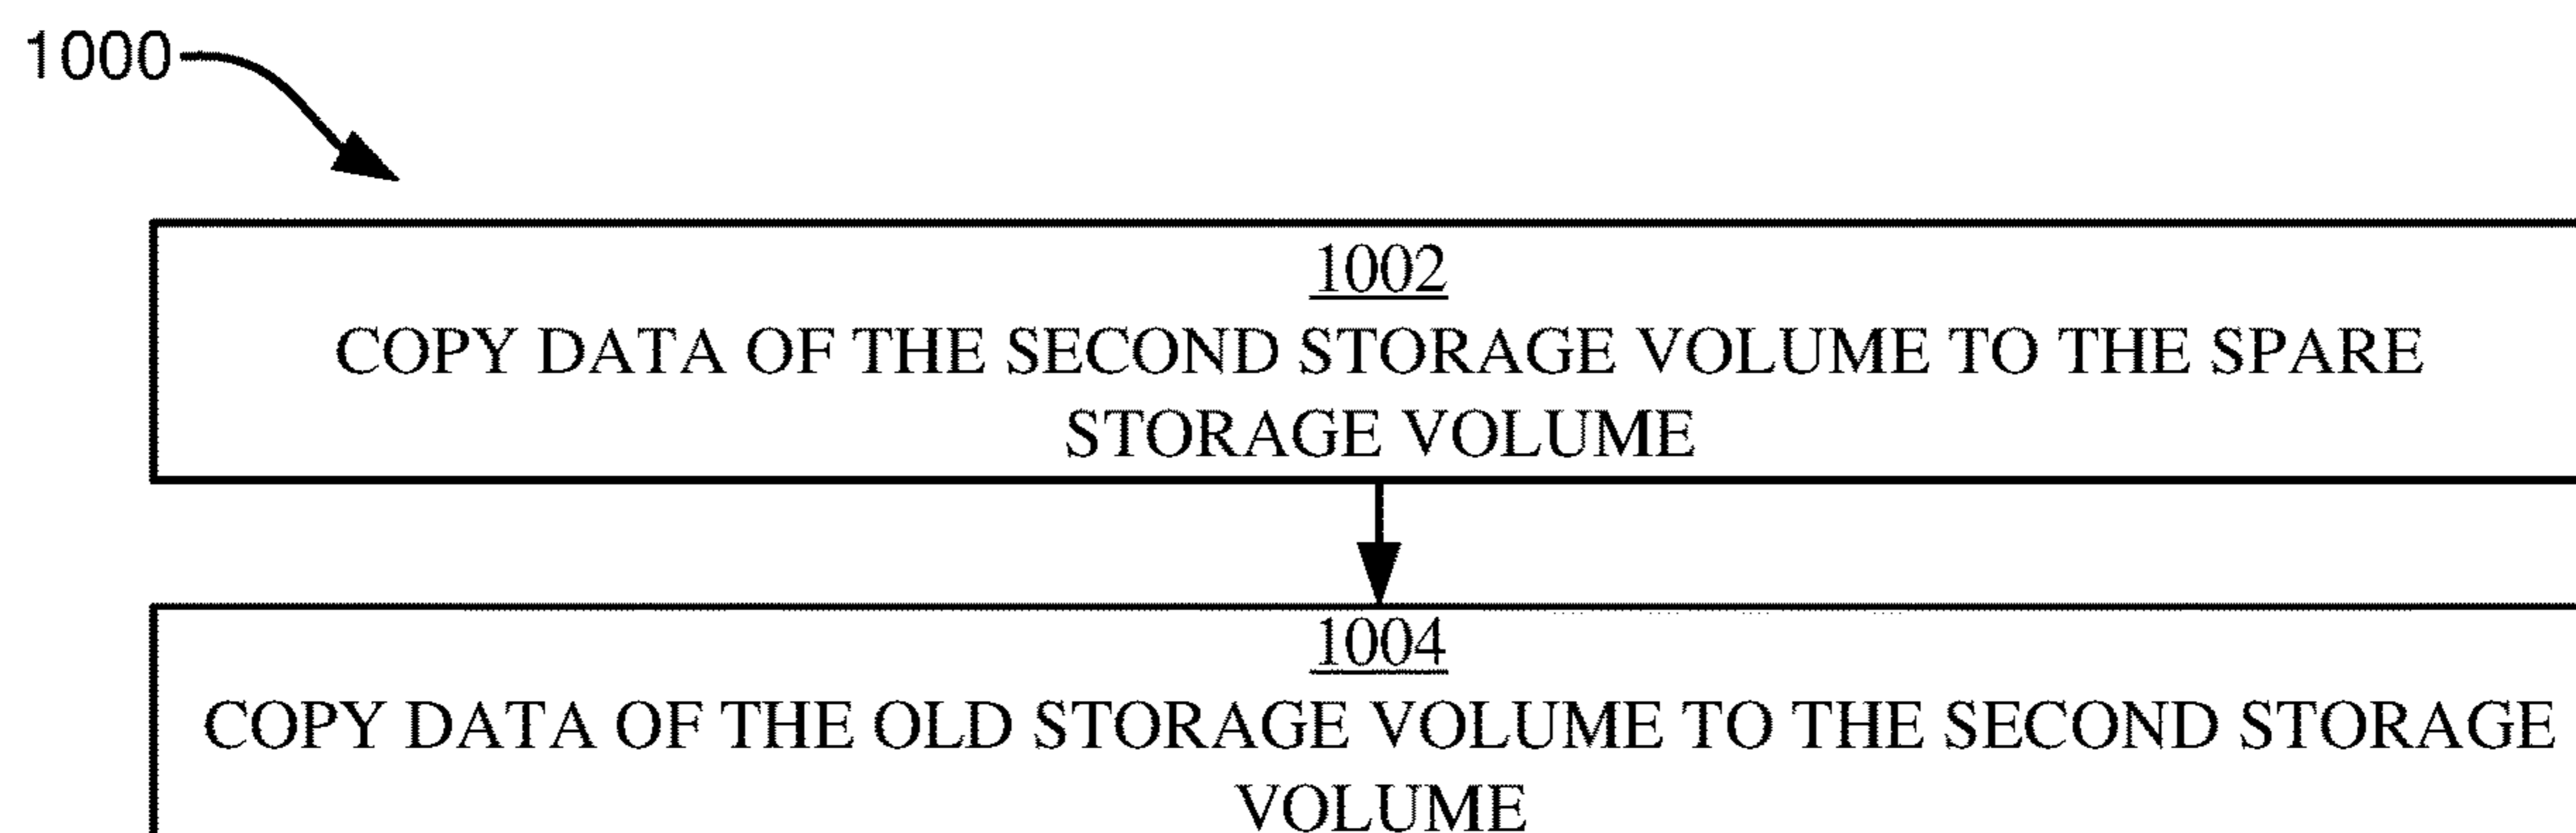 1000
1002
COPY DATA OF THE SECOND STORAGE VOLUME TO THE SPARE
STORAGE VOLUME
1004
COPY DATA OF THE OLD STORAGE VOLUME TO THE SECOND STORAGE
VOLUME